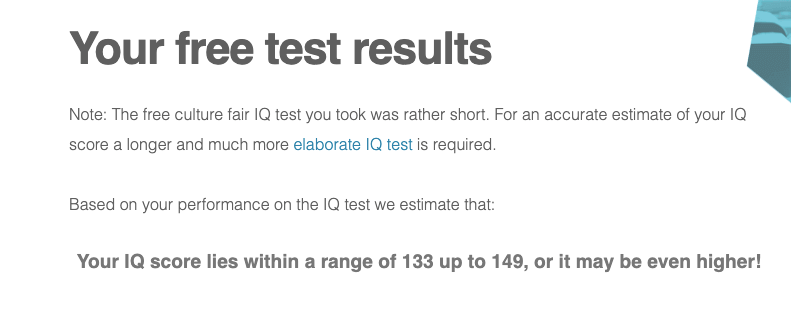 Your free test results
Note: The free culture fair IQ test you took was rather short. For an accurate estimate of your IQ
score a longer and much more elaborate IQ test is required.
Based on your performance on the IQ test we estimate that:
Your IQ score lies within a range of 133 up to 149, or it may be even higher!